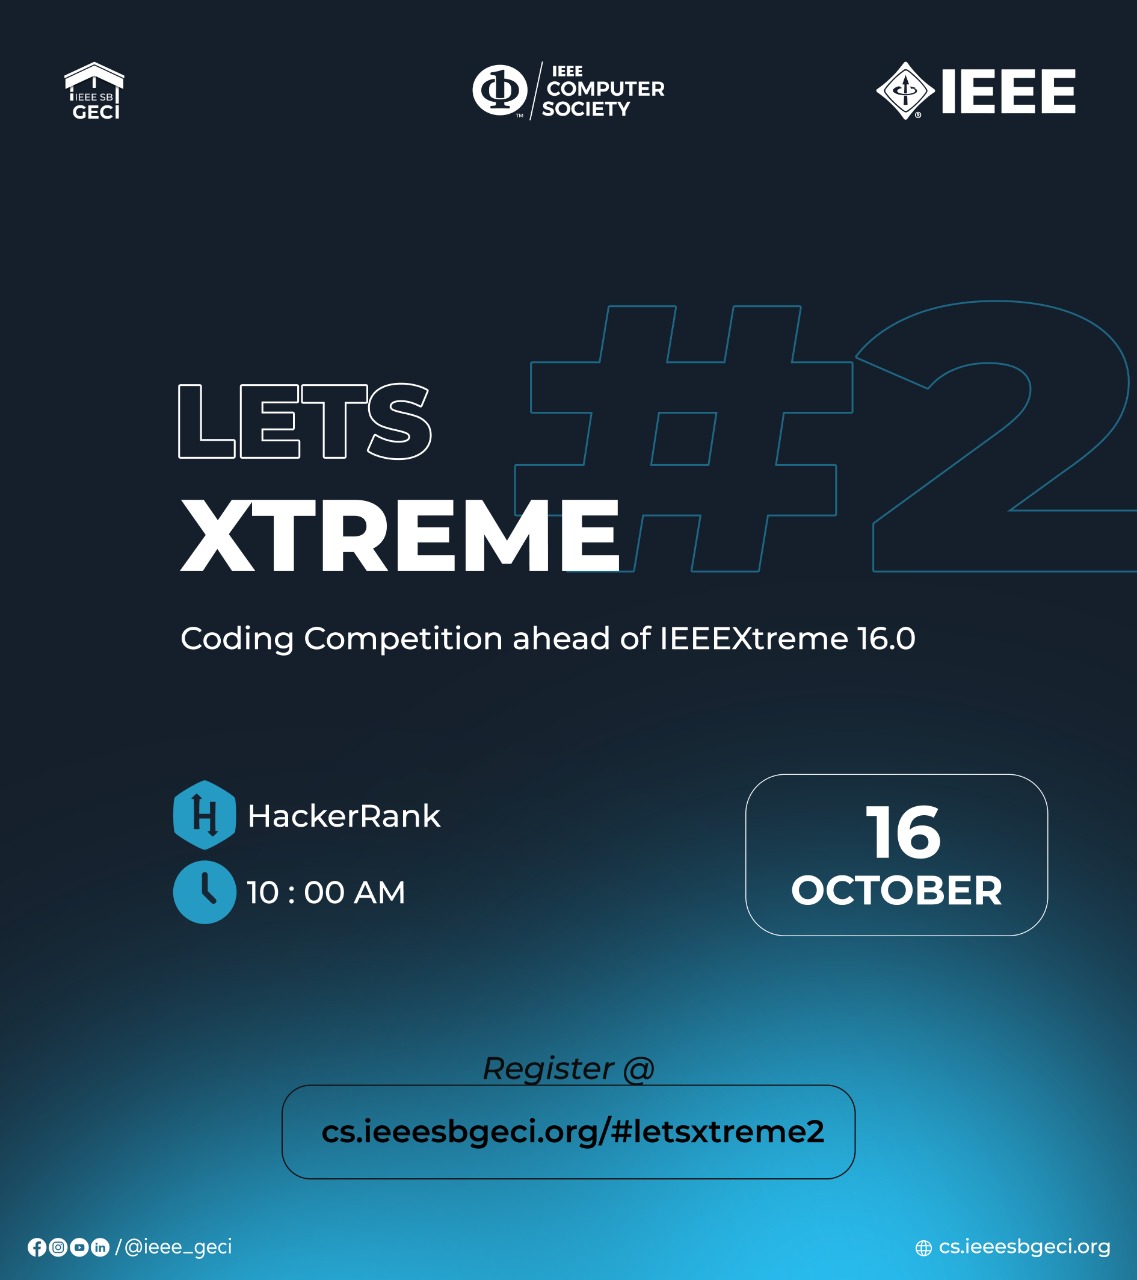 IEEE SB
GECI
IEEE
COMPUTER
SOCIETY
TM
IEEE
®
#2
LETS
XTREME
Coding Competition ahead of IEEEXtreme 16.0
H HackerRank
10 : 00 AM
16
OCTOBER
Register @
cs.ieeesbgeci.org/#letsxtreme2
/@ieee_geci
cs.ieeesbgeci.org